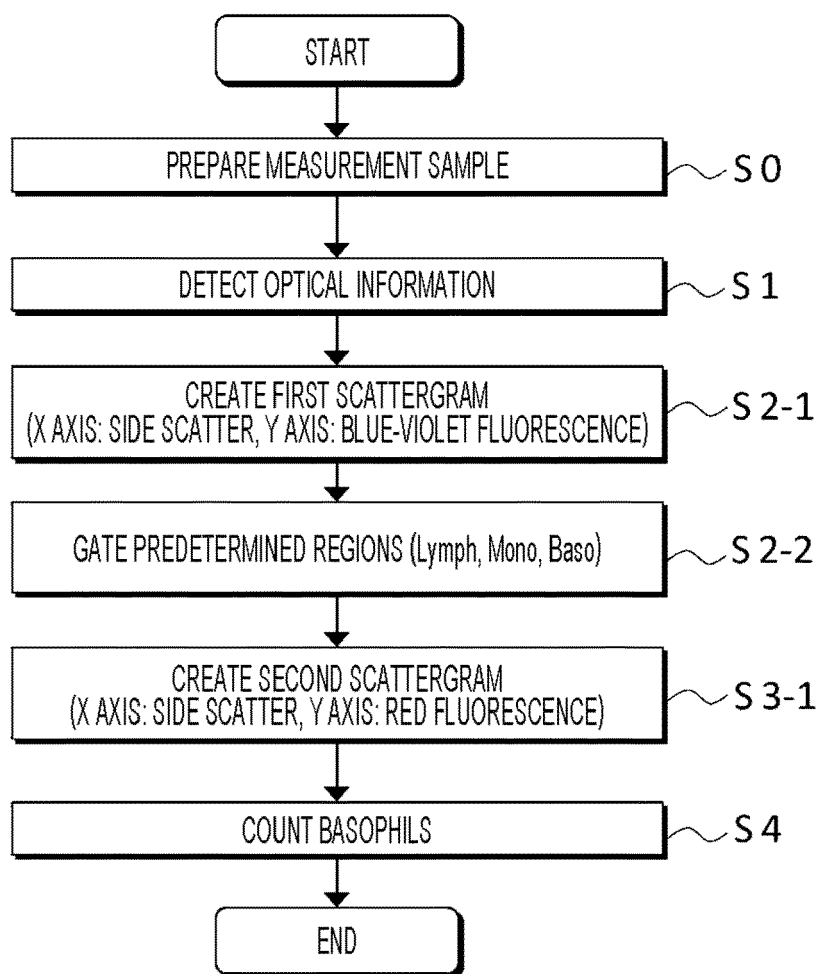 START
PREPARE MEASUREMENT SAMPLE
S 0
DETECT OPTICAL INFORMATION
S 1
CREATE FIRST SCATTERGRAM
(X AXIS: SIDE SCATTER, Y AXIS: BLUE-VIOLET FLUORESCENCE)
S 2-1
GATE PREDETERMINED REGIONS (Lymph, Mono, Baso)
S 2-2
CREATE SECOND SCATTERGRAM
(X AXIS: SIDE SCATTER, Y AXIS: RED FLUORESCENCE)
S 3-1
COUNT BASOPHILS
S 4
END